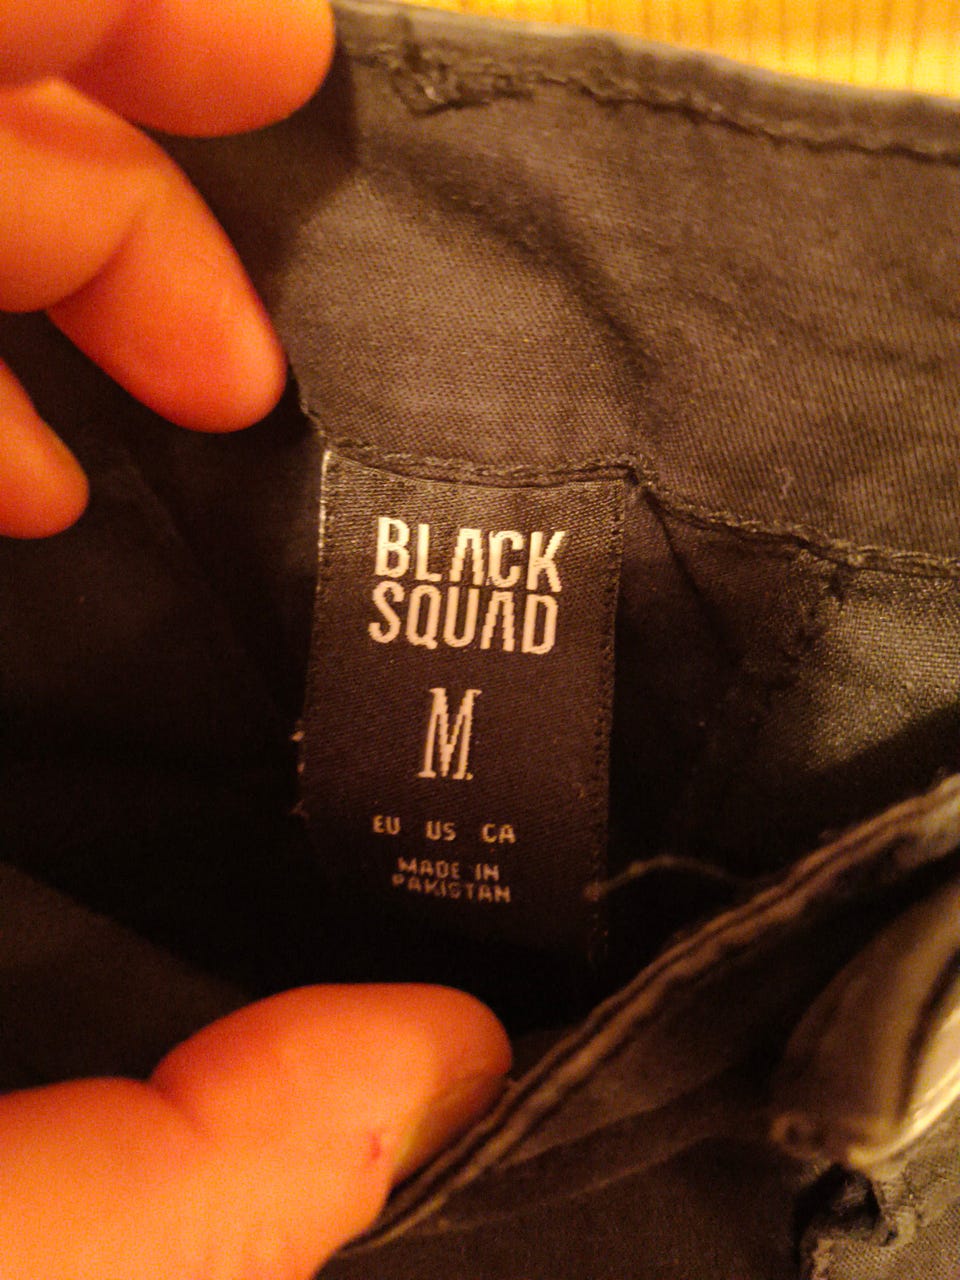 BLACK
SQUAD
M
EU US CA
MADE IN
PAKISTAN